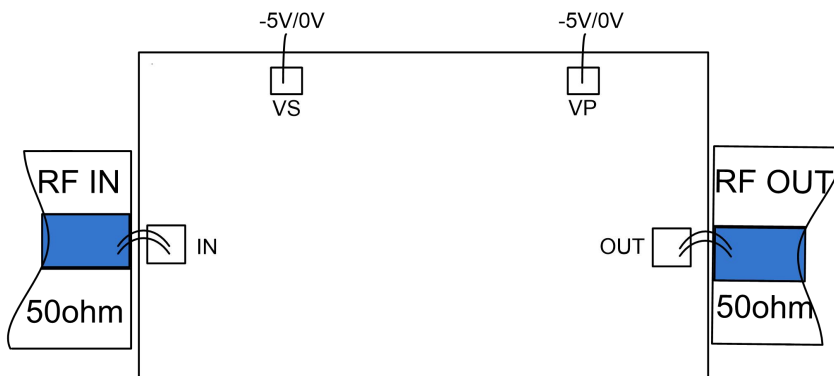 -5V/0V
-5V/0V
VS
VP
RF IN
RF OUT
IN
OUT
50ohm
50ohm